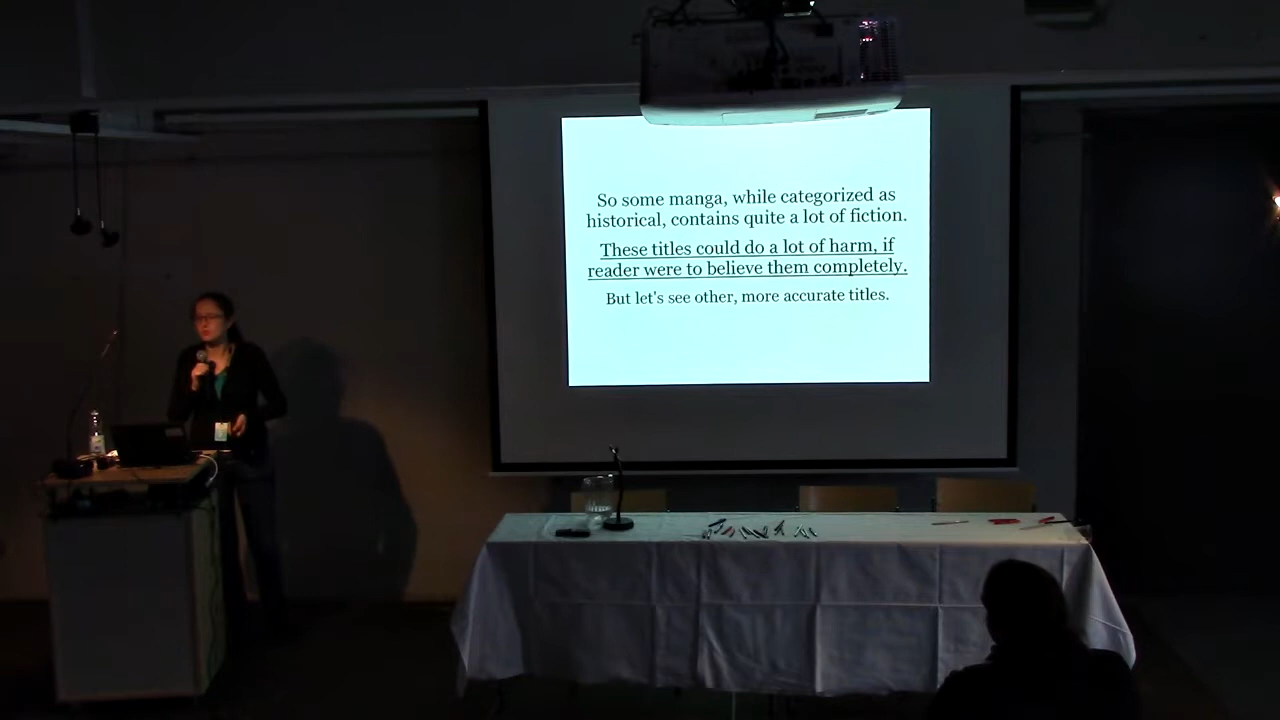 So some manga, while categorized as
historical, contains quite a lot of fiction.
These titles could do a lot of harm, if
reader were to believe them completely.
But let's see other, more accurate titles.